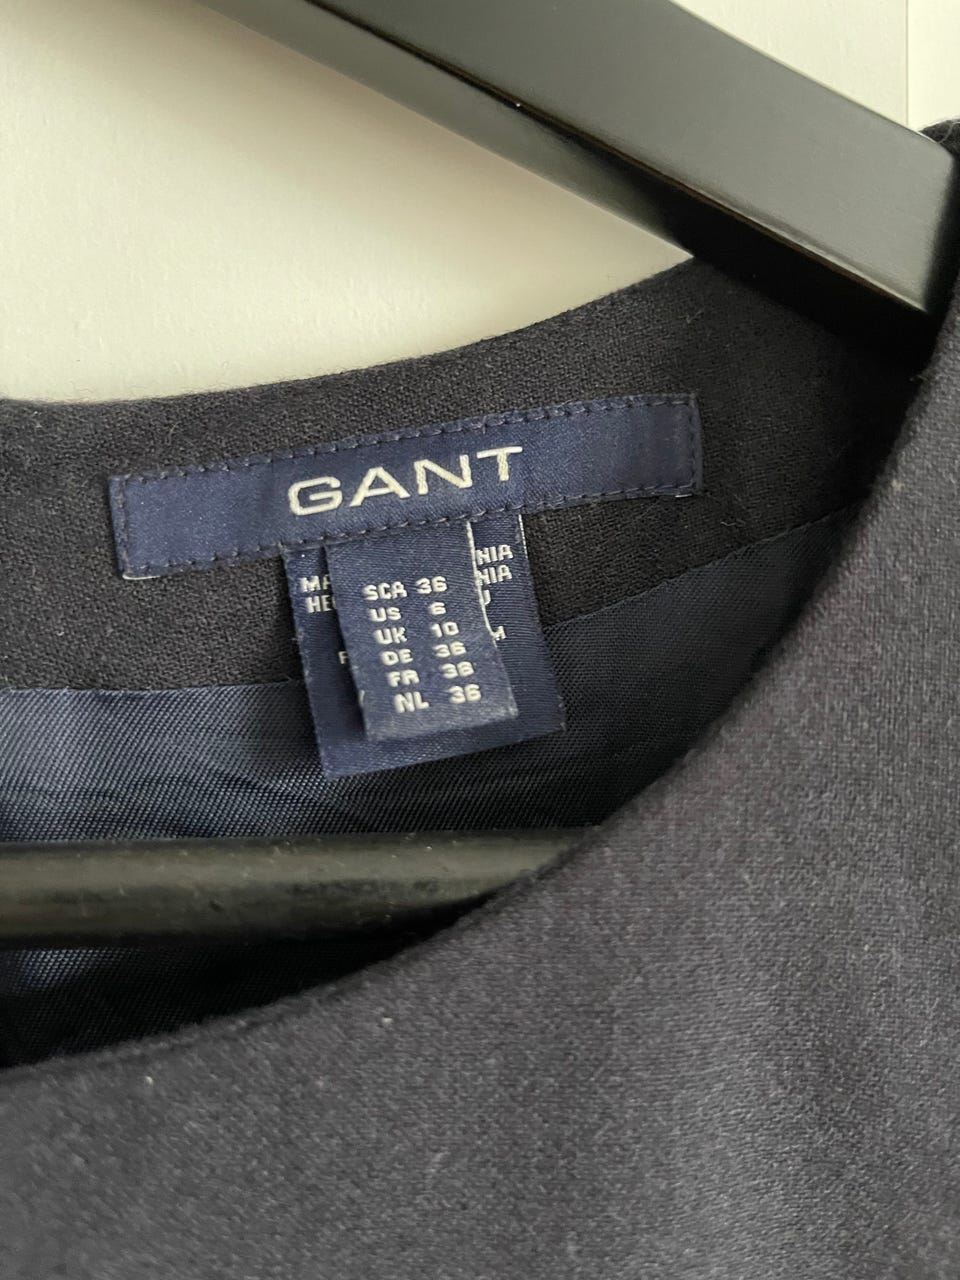 GANT
SCA 36
US 6
UK 10
DE 36
FR 38
NL 36